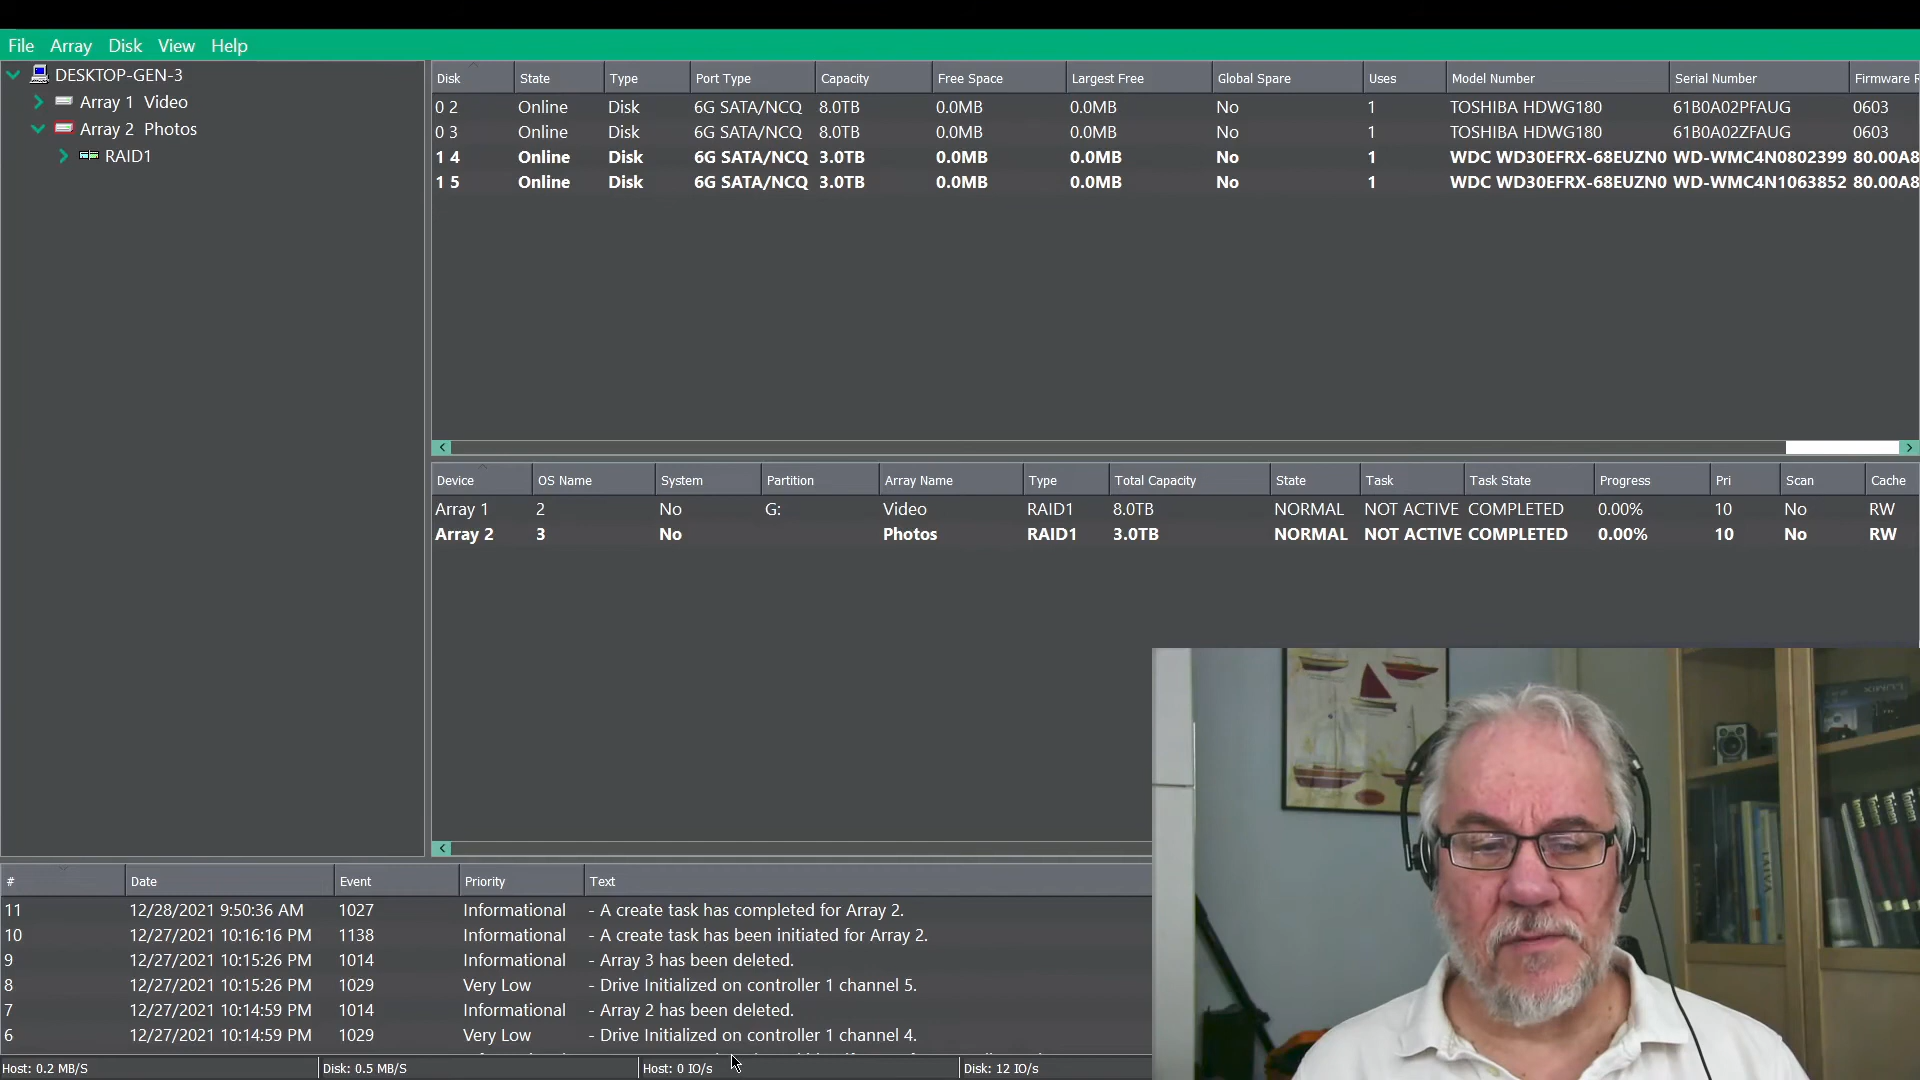 File Array Disk View Help
DESKTOP-GEN-3
Array 1 Video
Array 2 Photos
RAID1
Disk State Type Port Type Capacity Free Space Largest Free Global Spare Uses Model Number Serial Number Firmware R
0 2 Online Disk 6G SATA/NCQ 8.0TB 0.0MB 0.0MB No 1 TOSHIBA HDWG180 61B0A02PFAUG 0603
0 3 Online Disk 6G SATA/NCQ 8.0TB 0.0MB 0.0MB No 1 TOSHIBA HDWG180 61B0A02ZFAUG 0603
1 4 Online Disk 6G SATA/NCQ 3.0TB 0.0MB 0.0MB No 1 WDC WD30EFRX-68EUZN0 WD-WMC4N0802399 80.00A8
1 5 Online Disk 6G SATA/NCQ 3.0TB 0.0MB 0.0MB No 1 WDC WD30EFRX-68EUZN0 WD-WMC4N1063852 80.00A8
Device OS Name System Partition Array Name Type Total Capacity State Task Task State Progress Pri Scan Cache
Array 1 2 No G: Video RAID1 8.0TB NORMAL NOT ACTIVE COMPLETED 0.00% 10 No RW
Array 2 3 No Photos RAID1 3.0TB NORMAL NOT ACTIVE COMPLETED 0.00% 10 No RW
# Date Event Priority Text
11 12/28/2021 9:50:36 AM 1027 Informational - A create task has completed for Array 2.
10 12/27/2021 10:16:16 PM 1138 Informational - A create task has been initiated for Array 2.
9 12/27/2021 10:15:26 PM 1014 Informational - Array 3 has been deleted.
8 12/27/2021 10:15:26 PM 1029 Very Low - Drive Initialized on controller 1 channel 5.
7 12/27/2021 10:14:59 PM 1014 Informational - Array 2 has been deleted.
6 12/27/2021 10:14:59 PM 1029 Very Low - Drive Initialized on controller 1 channel 4.
Host: 0.2 MB/S Disk: 0.5 MB/S Host: 0 IO/s Disk: 12 IO/s